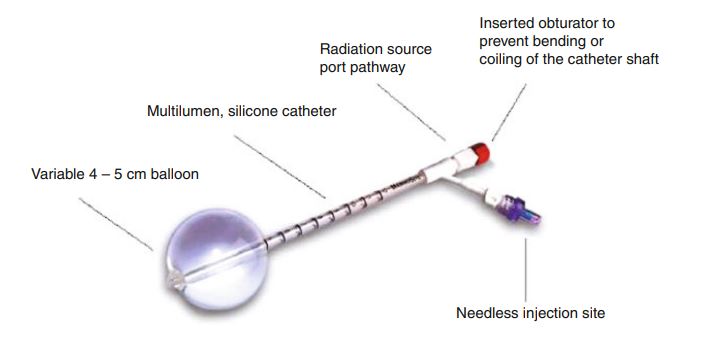 Inserted obturator to
prevent bending or
coiling of the catheter shaft
Radiation source
port pathway
Multilumen, silicone catheter
Variable 4 – 5 cm balloon
Needless injection site